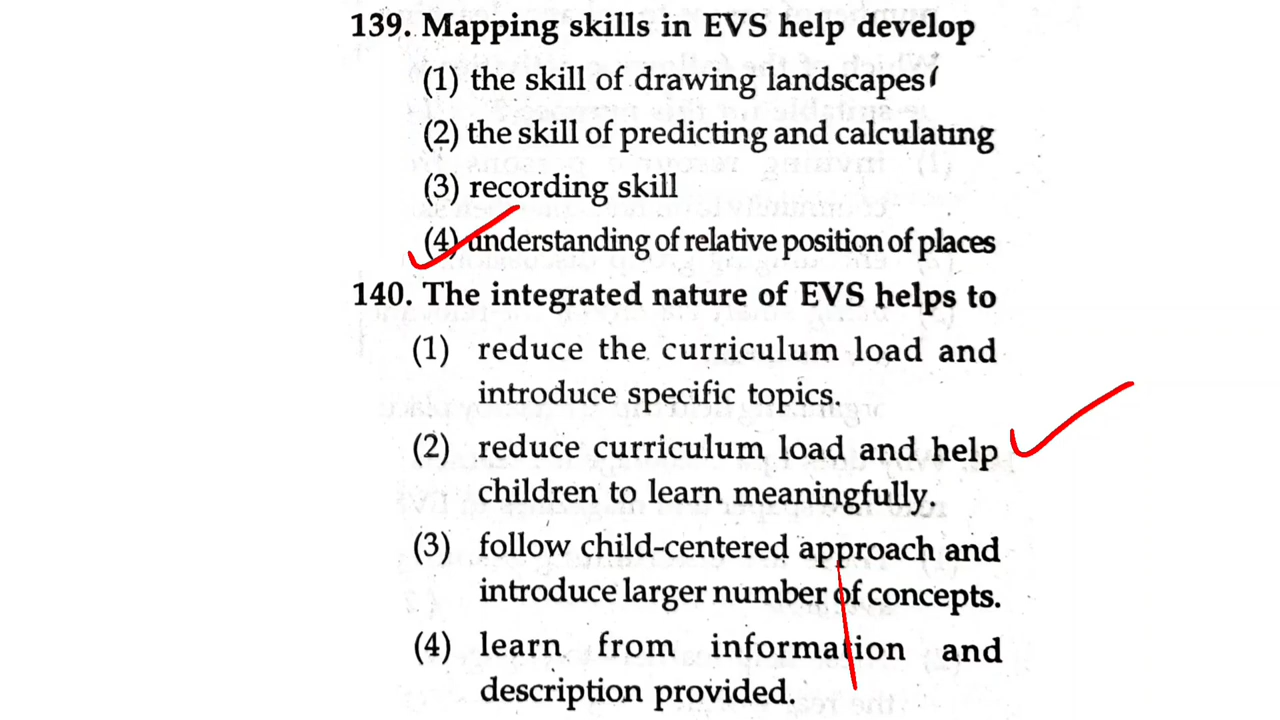 139. Mapping skills in EVS help develop
(1) the skill of drawing landscapes
(2) the skill of predicting and calculating
(3) recording skill
(4) understanding of relative position of places
140. The integrated nature of EVS helps to
(1) reduce the curriculum load and
introduce specific topics.
(2) reduce curriculum load and help
children to learn meaningfully.
(3) follow child-centered approach and
introduce larger number of concepts.
(4) learn from information and
description provided.